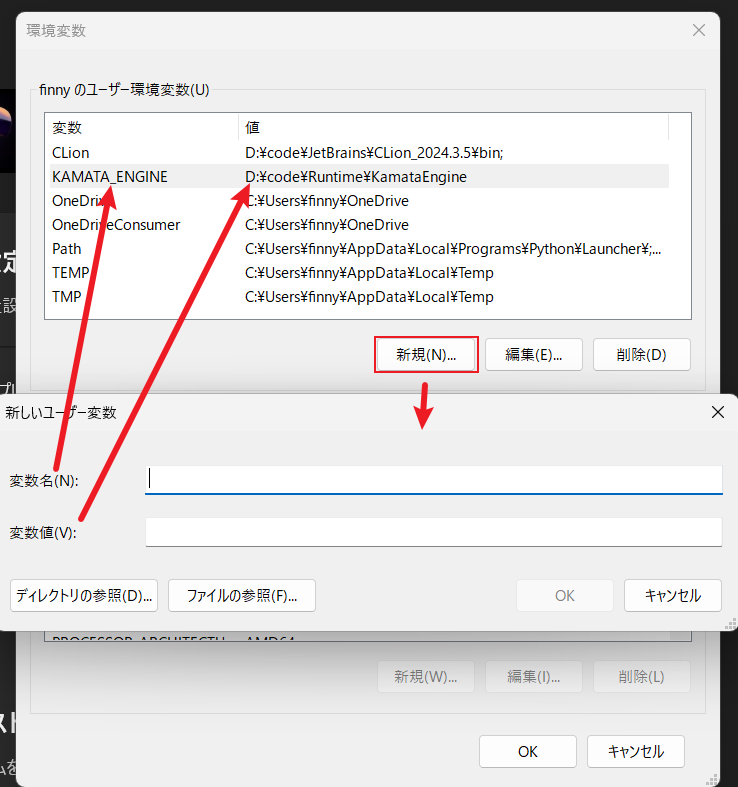 環境変数
finny のユーザー環境変数(U)
変数 値
CLion D:¥code¥JetBrains¥CLion_2024.3.5¥bin;
KAMATA_ENGINE D:¥code¥Runtime¥KamataEngine
OneDrive C:¥Users¥finny¥OneDrive
OneDriveConsumer C:¥Users¥finny¥OneDrive
Path C:¥Users¥finny¥AppData¥Local¥Programs¥Python¥Launcher¥;...
TEMP C:¥Users¥finny¥AppData¥Local¥Temp
TMP C:¥Users¥finny¥AppData¥Local¥Temp
新規(N)... 編集(E)... 削除(D)
新しいユーザー変数
変数名(N):
変数値(V):
ディレクトリの参照(D)... ファイルの参照(F)... OK キャンセル
PROCESSOR_ARCHITECTU... AMD64
新規(W)... 編集(I)... 削除(L)
OK キャンセル